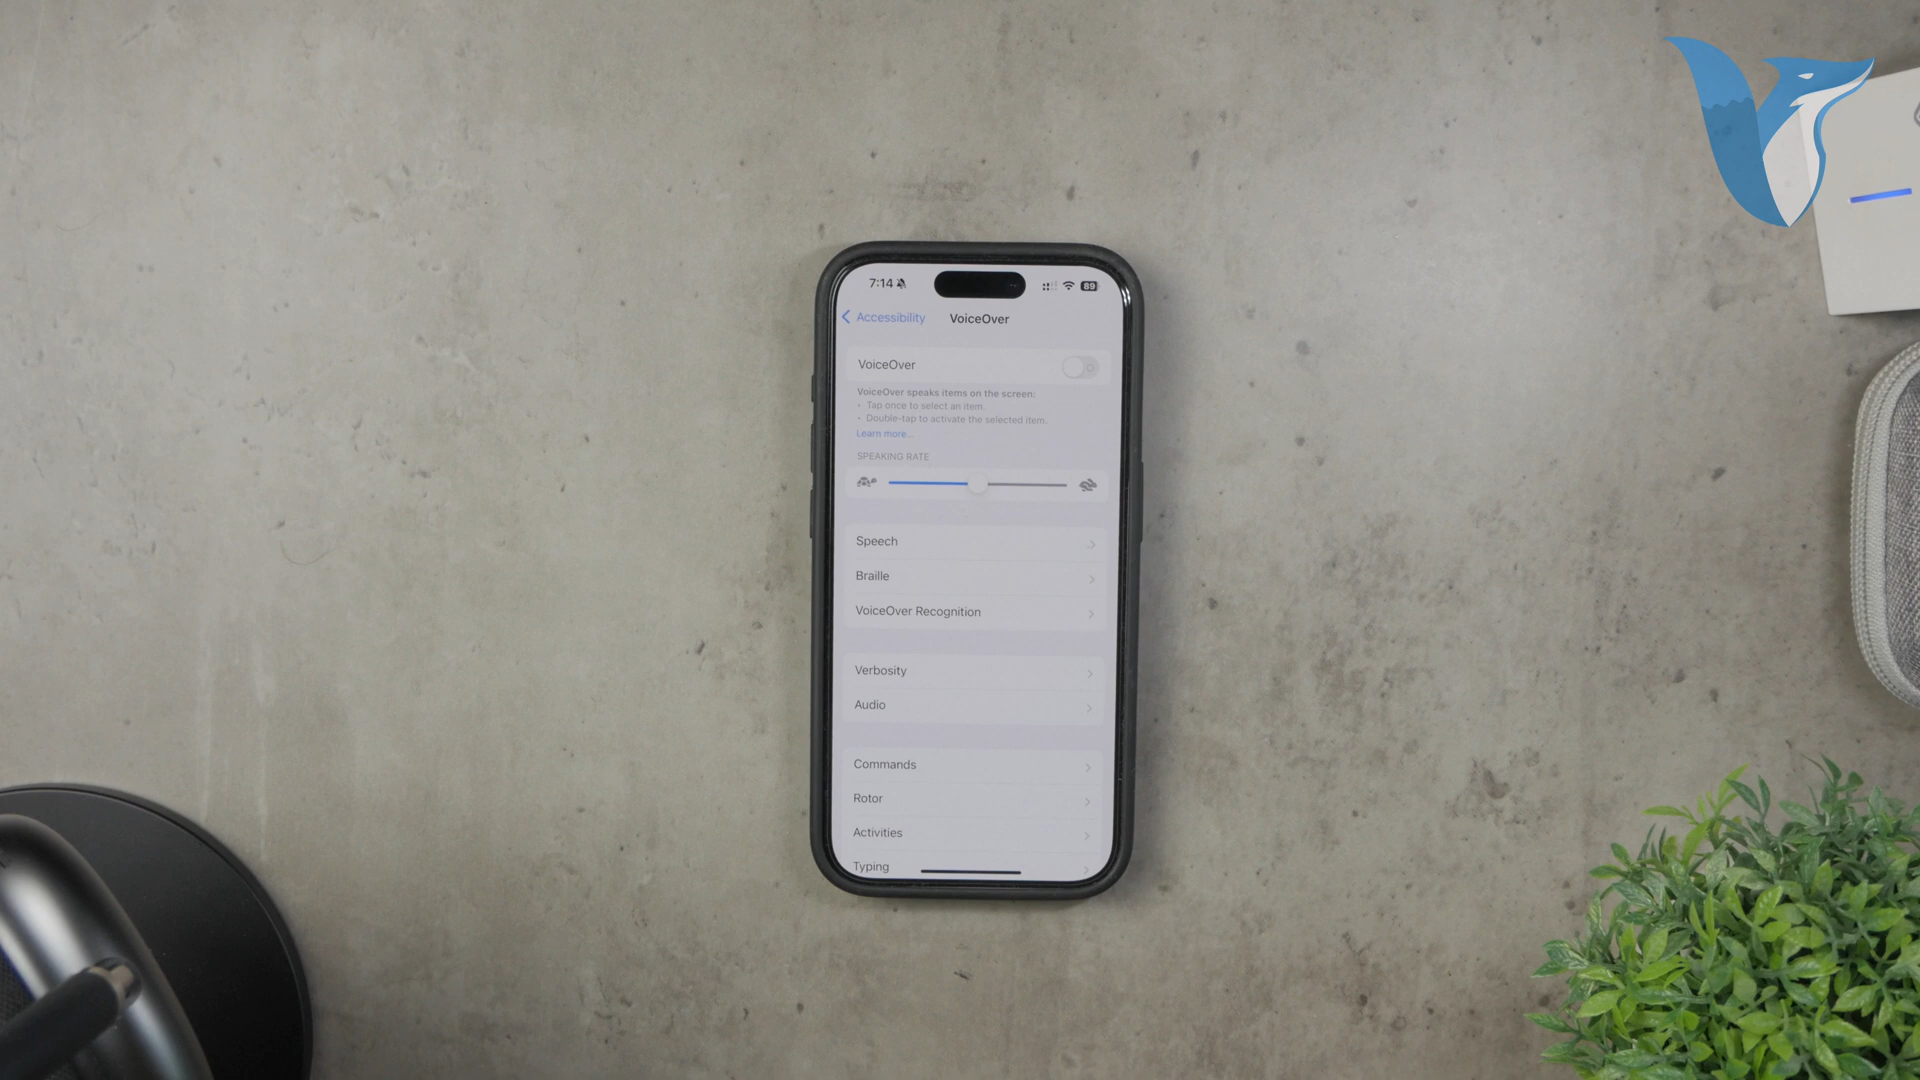 7:14
89
Accessibility
VoiceOver
VoiceOver
VoiceOver speaks items on the screen:
• Tap once to select an item.
• Double-tap to activate the selected item.
Learn more...
SPEAKING RATE
Speech
Braille
VoiceOver Recognition
Verbosity
Audio
Commands
Rotor
Activities
Typing